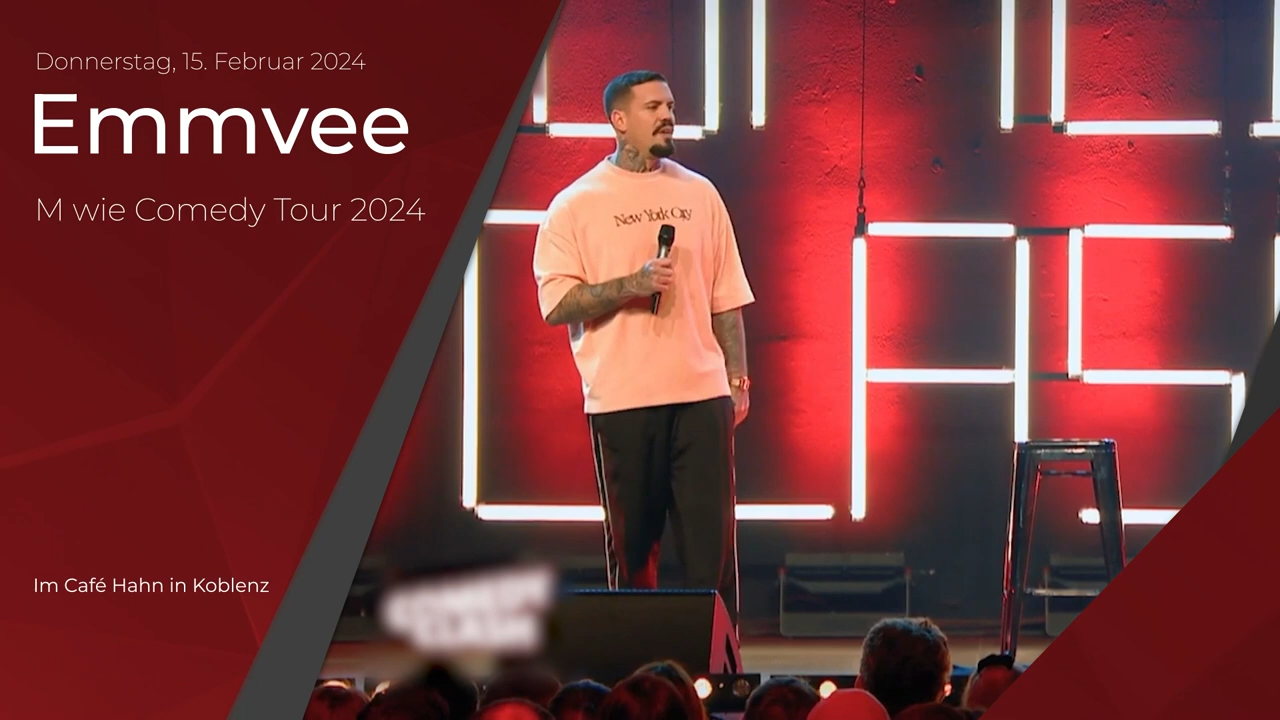 Donnerstag, 15. Februar 2024
Emmvee
M wie Comedy Tour 2024
New York City
Im Café Hahn in Koblenz